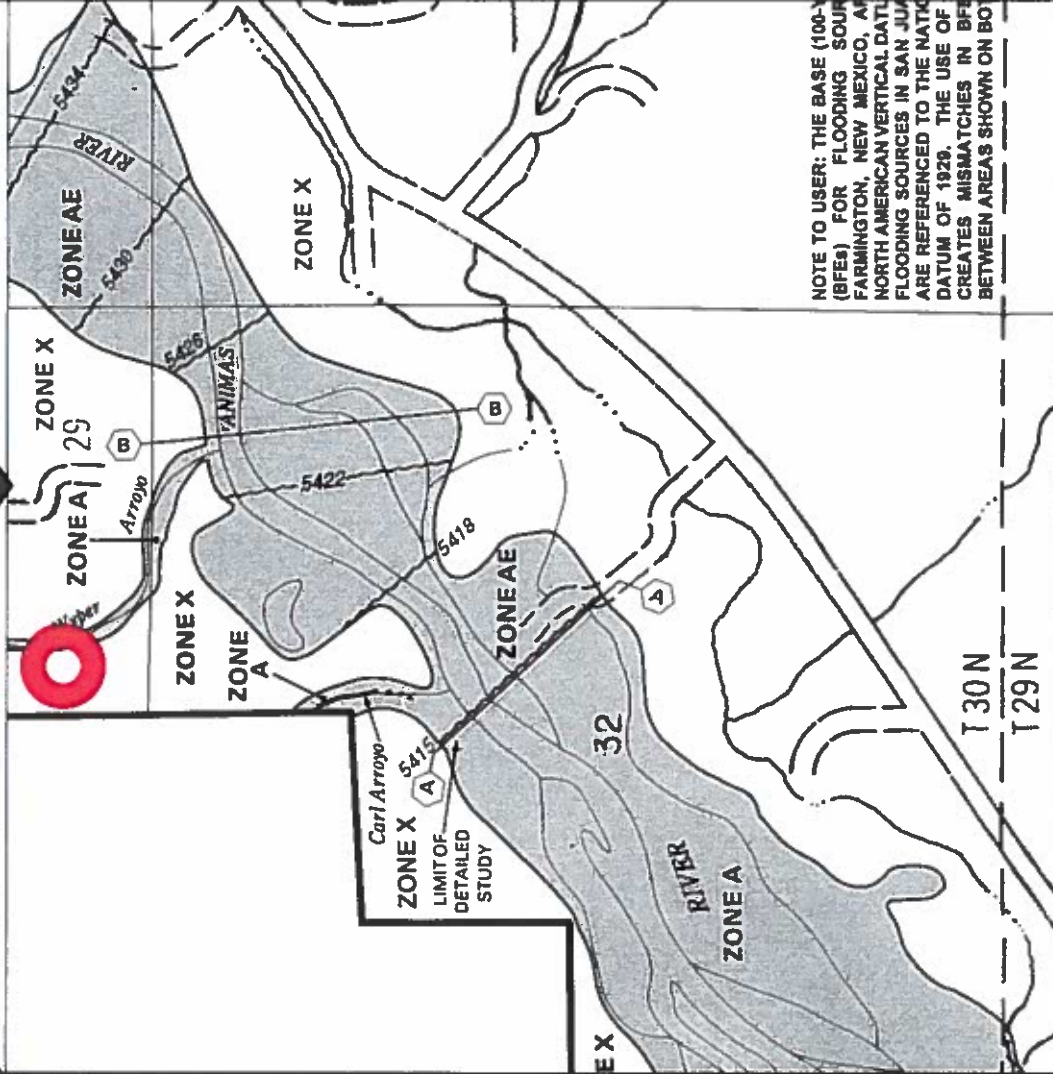 5434
RIVER
ZONE AE
5430
ZONE X
ZONE X
5426
ANIMAS
29
B
B
ZONE A
Arroyo
5422
5418
ZONE X
ZONE
A
ZONE AE
A
A
5415
Carl Arroyo
ZONE X
LIMIT OF
DETAILED
STUDY
32
RIVER
ZONE A
E X
T 30 N
T 29 N
NOTE TO USER: THE BASE (100-Y
(BFEs) FOR FLOODING SOUR
FARMINGTON, NEW MEXICO, AR
NORTH AMERICAN VERTICAL DATU
FLOODING SOURCES IN SAN JUA
ARE REFERENCED TO THE NATIO
DATUM OF 1929. THE USE OF
CREATES MISMATCHES IN BFE
BETWEEN AREAS SHOWN ON BOT